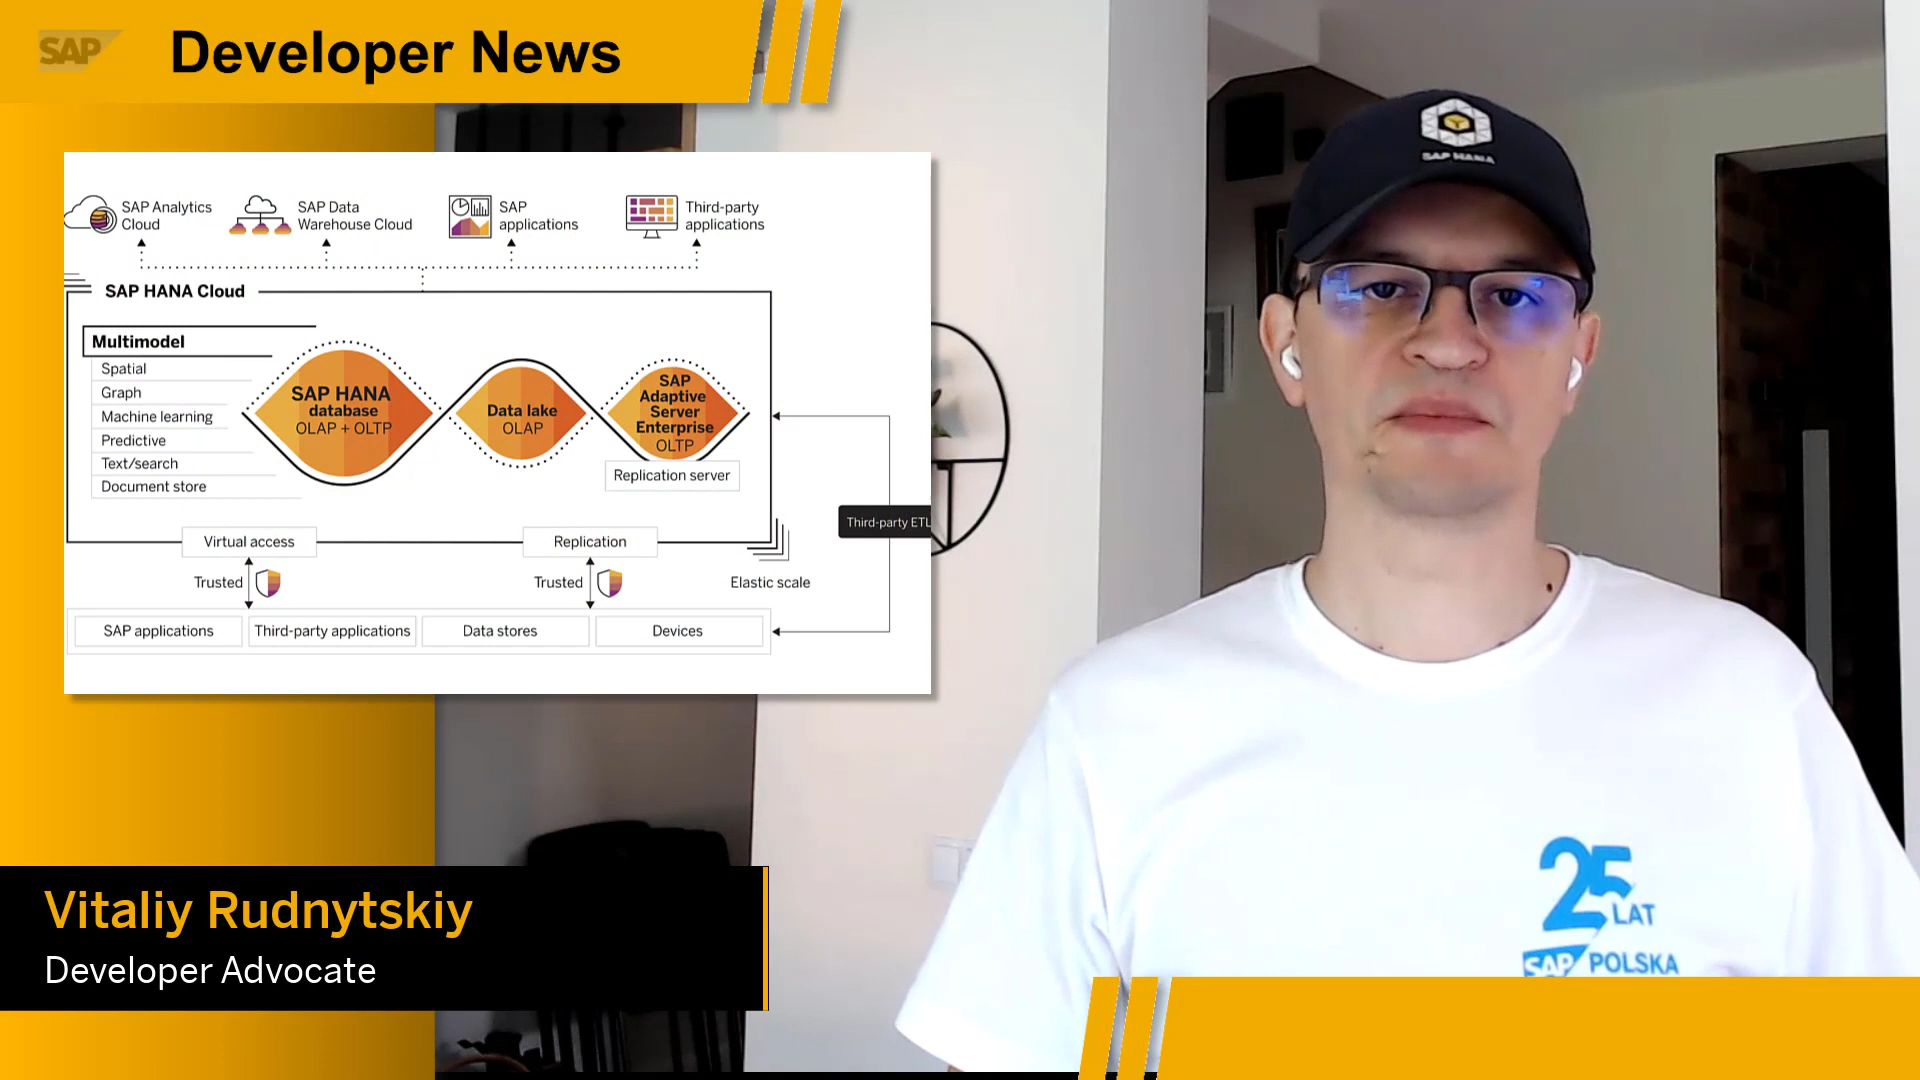 SAP
Developer News
SAP Analytics
Cloud
SAP Data
Warehouse Cloud
SAP
applications
Third-party
applications
SAP HANA Cloud
Multimodel
Spatial
Graph
Machine learning
Predictive
Text/search
Document store
SAP HANA
database
OLAP + OLTP
Data lake
OLAP
SAP
Adaptive
Server
Enterprise
OLTP
Replication server
Third-party ETL
Virtual access
Replication
Trusted
Trusted
Elastic scale
SAP applications
Third-party applications
Data stores
Devices
SAP HANA
25
LAT
SAP POLSKA
Vitaliy Rudnytskiy
Developer Advocate